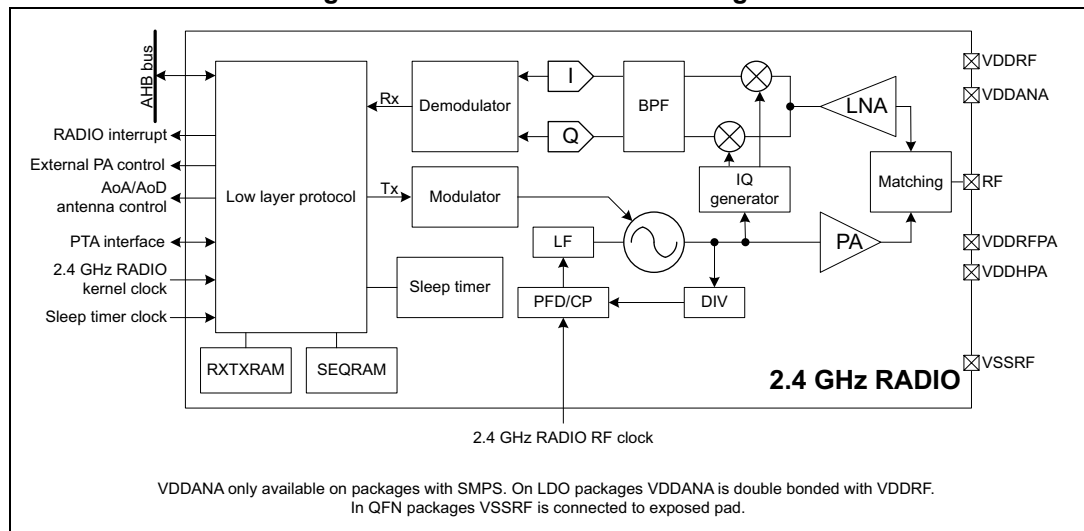 AHB bus
RADIO interrupt
External PA control
AoA/AoD
antenna control
PTA interface
2.4 GHz RADIO
kernel clock
Sleep timer clock
Low layer protocol
Rx
Tx
Demodulator
Modulator
Sleep timer
RXTXRAM
SEQRAM
I
Q
BPF
LNA
IQ
generator
Matching
LF
PA
PFD/CP
DIV
VDDRF
VDDANA
RF
VDDRFPA
VDDHPA
VSSRF
2.4 GHz RADIO
2.4 GHz RADIO RF clock
VDDANA only available on packages with SMPS. On LDO packages VDDANA is double bonded with VDDRF.
In QFN packages VSSRF is connected to exposed pad.